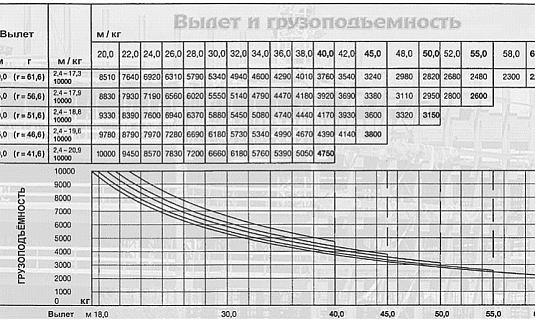 Вылет и грузоподъемность
Вылет м / кг
м г м / кг 20,0 22,0 24,0 26,0 28,0 30,0 32,0 34,0 36,0 38,0 40,0 42,0 45,0 48,0 50,0 52,0 55,0 58,0
0,0 (r = 61,6) 2,4–17,3 10000 8510 7640 6920 6310 5790 5340 4940 4600 4290 4010 3760 3540 3240 2980 2820 2680 2480 2300
5,0 (r = 56,6) 2,4–17,9 10000 8830 7930 7190 6560 6020 5550 5140 4790 4470 4180 3920 3690 3380 3110 2950 2800 2600
0,0 (r = 51,6) 2,4–18,8 10000 9330 8390 7600 6940 6370 5880 5450 5080 4740 4440 4170 3930 3600 3320 3150
5,0 (r = 46,6) 2,4–19,6 10000 9780 8790 7970 7280 6690 6180 5730 5340 4990 4670 4390 4140 3800
0,0 (r = 41,6) 2,4–20,9 10000 10000 9450 8570 7830 7200 6660 6180 5760 5390 5050 4750
ГРУЗОПОДЪЁМНОСТЬ
10000
9000
8000
7000
6000
5000
4000
3000
2000
1000
0 кг
Вылет м 18,0 30,0 40,0 45,0 50,0 55,0 60,0